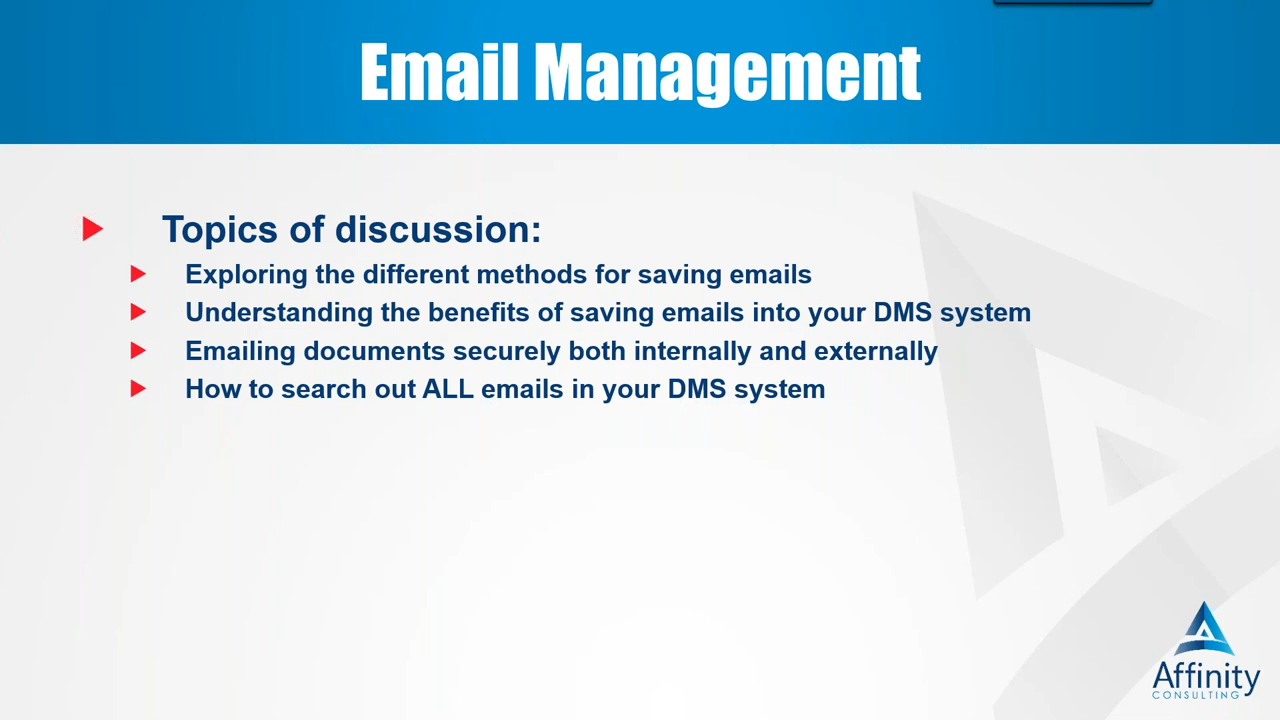 Email Management
Topics of discussion:
Exploring the different methods for saving emails
Understanding the benefits of saving emails into your DMS system
Emailing documents securely both internally and externally
How to search out ALL emails in your DMS system
Affinity
CONSULTING